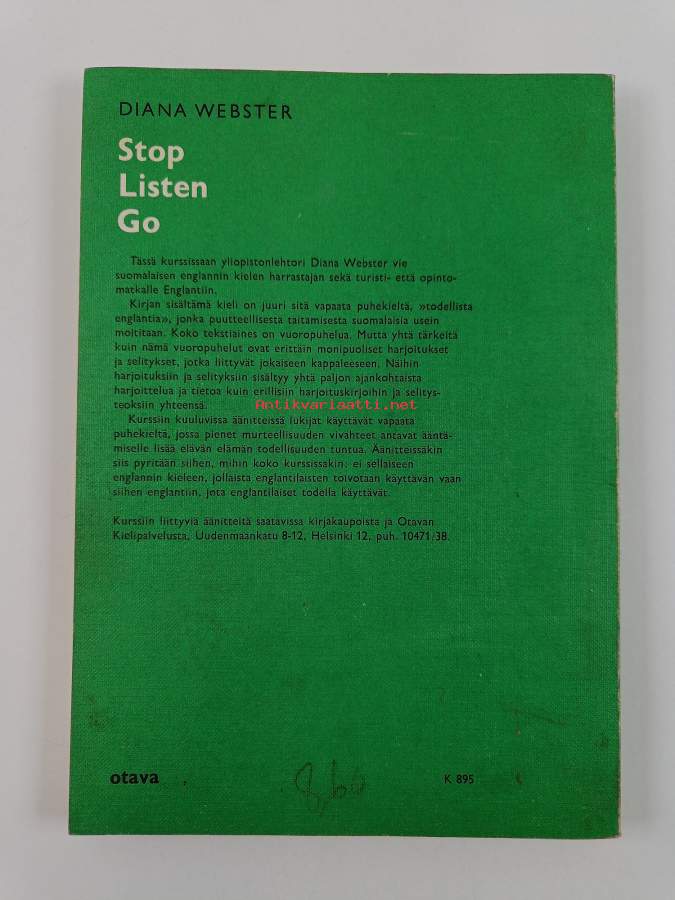 DIANA WEBSTER
Stop
Listen
Go
Tässä kurssissaan yliopistonlehtori Diana Webster vie
suomalaisen englannin kielen harrastajan sekä turisti- että opinto-
matkalle Englantiin.
Kirjan sisältämä kieli on juuri sitä vapaata puhekieltä, »todellista
englantia», jonka puutteellisesta taitamisesta suomalaisia usein
moititaan. Koko tekstiaines on vuoropuhelua. Mutta yhtä tärkeitä
kuin nämä vuoropuhelut ovat erittäin monipuoliset harjoitukset
ja selitykset, jotka liittyvät jokaiseen kappaleeseen. Näihin
harjoituksiin ja selityksiin sisältyy yhtä paljon ajankohtaista
harjoittelua ja tietoa kuin erillisiin harjoituskirjoihin ja selitys-
teoksiin yhteensä.
Antikvariaatti.net
Kurssiin kuuluvissa äänitteissä lukijat käyttävät vapaata
puhekieltä, jossa pienet murteellisuuden vivahteet antavat ääntä-
miselle lisää elävän elämän todellisuuden tuntua. Äänitteissäkin
siis pyritään siihen, mihin koko kurssissakin: ei sellaiseen
englannin kieleen, jollaista englantilaisten toivotaan käyttävän vaan
siihen englantiin, jota englantilaiset todella käyttävät.
Kurssiin liittyviä äänitteitä saatavissa kirjakaupoista ja Otavan
Kielipalvelusta, Uudenmaankatu 8-12, Helsinki 12, puh. 10471/38.
otava
K 895